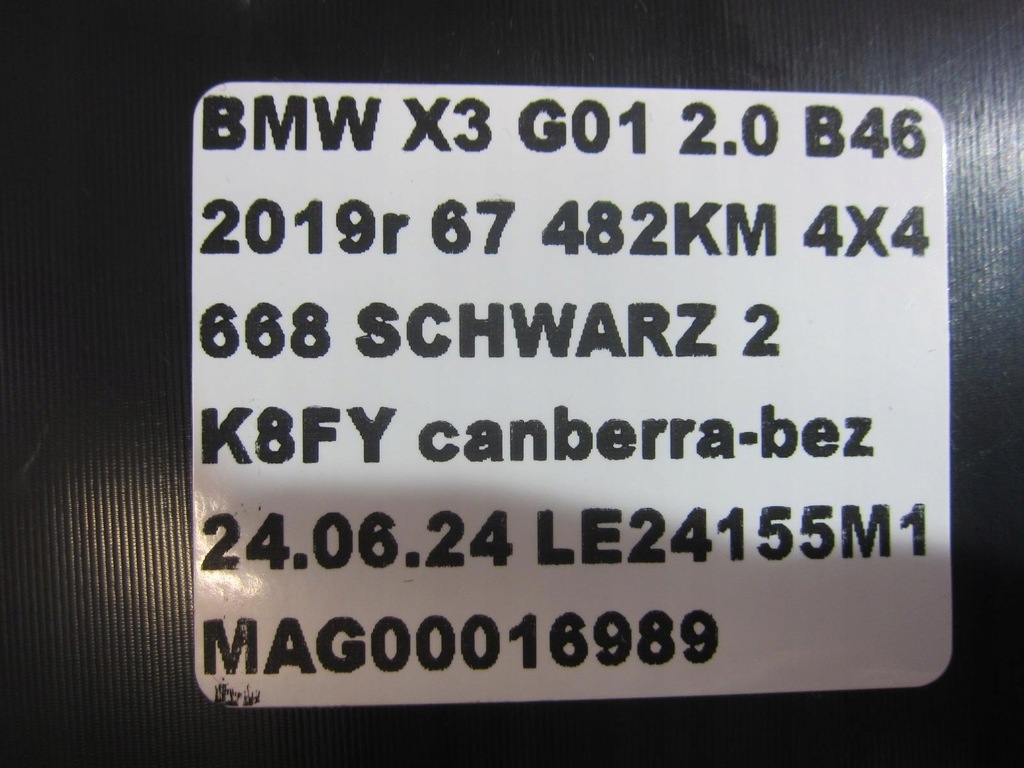 BMW X3 G01 2.0 B46
2019r 67 482KM 4X4
668 SCHWARZ 2
K8FY canberra-bez
24.06.24 LE24155M1
MAG00016989